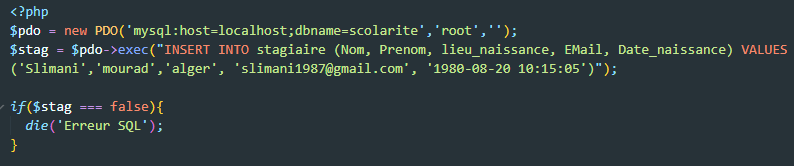 <?php
$pdo = new PDO('mysql:host=localhost;dbname=scolarite','root','');
$stag = $pdo->exec("INSERT INTO stagiaire (Nom, Prenom, lieu_naissance, EMail, Date_naissance) VALUES
('Slimani','mourad','alger', 'slimani1987@gmail.com', '1980-08-20 10:15:05')");
if($stag === false){
die('Erreur SQL');
}